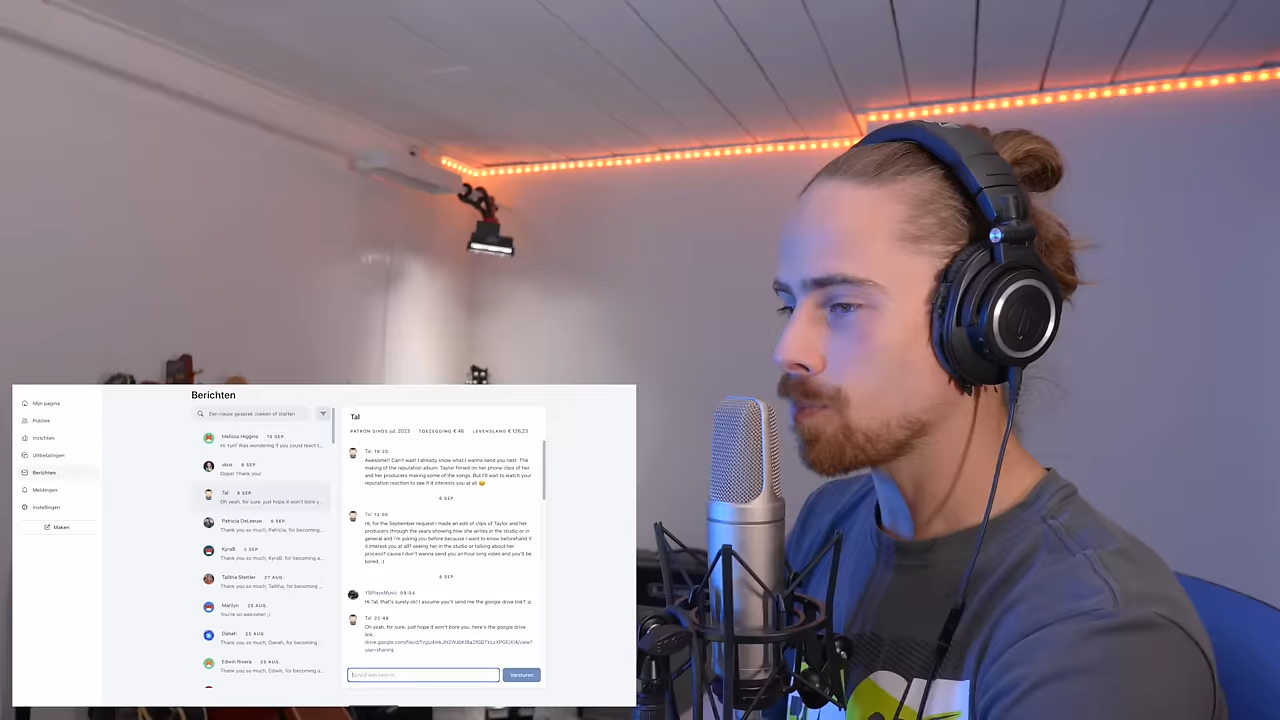 Berichten
Mijn pagina
Publiek
Inzichten
Uitbetalingen
Berichten
Meldingen
Instellingen
Maken
Een nieuw gesprek zoeken of starten
Melissa Higgins 10 SEP.
Hi Yuri! Was wondering if you could react t...
vkos 8 SEP.
Dope! Thank you!
Tal 6 SEP.
Oh yeah, for sure, just hope it won't bore y...
Patricia DeLeeuw 6 SEP.
Thank you so much, Patricia, for becoming...
KyraB. 2 SEP.
Thank you so much, KyraB, for becoming a...
Talitha Stettler 27 AUG.
Thank you so much, Talitha, for becoming ...
Marilyn 25 AUG.
You're so welcome! ;)
Danah 25 AUG.
Thank you so much, Danah, for becoming...
Edwin Rivera 25 AUG.
Thank you so much, Edwin, for becoming a...
Tal
PATRON SINDS jul. 2023 TOEZEGGING € 46 LEVENSLANG € 126,23
Tal 19:20
Awesome!! Can't wait! I already know what I wanna send you next. The
making of the reputation album. Taylor filmed on her phone clips of her
and her producers making some of the songs. But I'll wait to watch your
reputation reaction to see if it interests you at all
6 SEP.
Tal 12:00
Hi, for the September request I made an edit of clips of Taylor and her
producers through the years showing how she writes in the studio or in
general and i'm asking you before because I want to know beforehand if
it interest you at all? seeing her in the studio or talking about her
process? cause I don't wanna send you an hour long video and you'll be
bored. :)
6 SEP.
YBPlaysMusic 09:04
Hi Tal, that's surely ok! I assume you'll send me the google drive link? :p
Tal 23:48
Oh yeah, for sure, just hope it won't bore you, here's the google drive
link:
usp=sharing
Schrijf een bericht...
Versturen